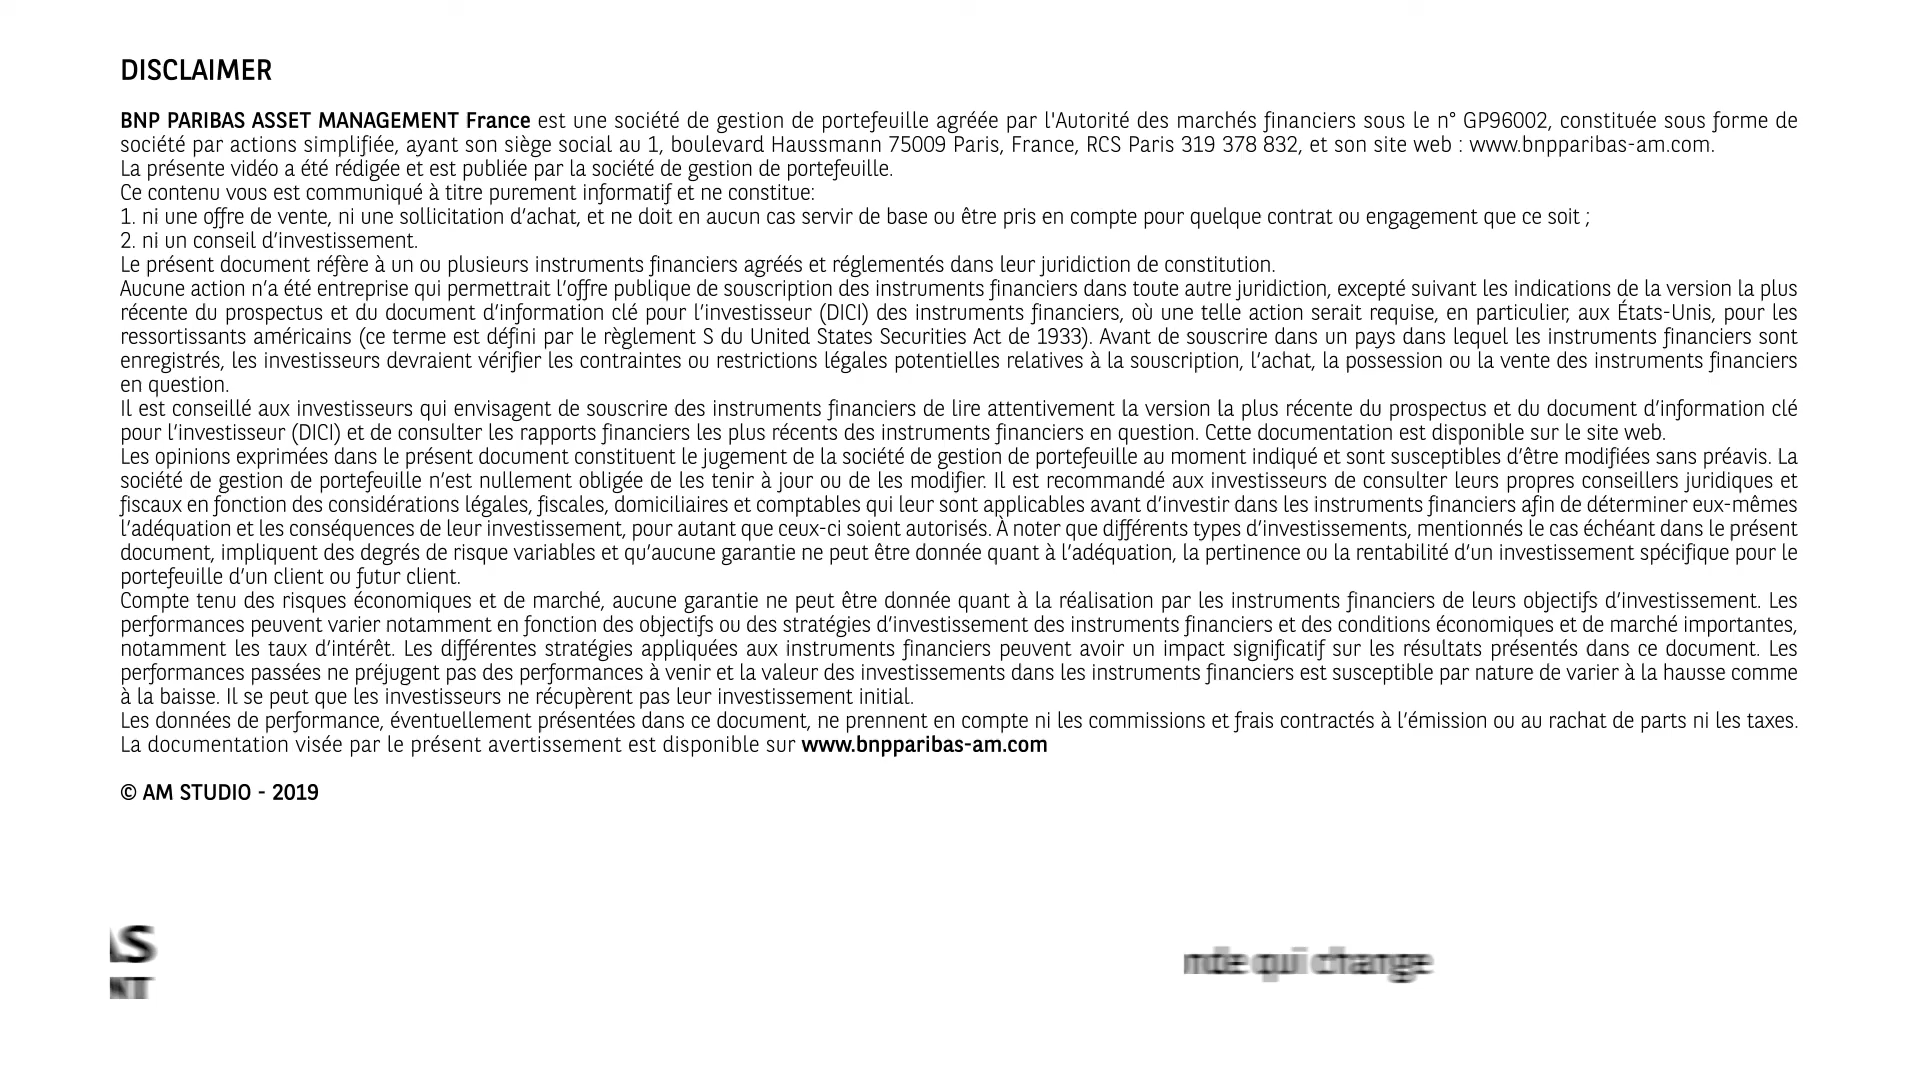 DISCLAIMER
BNP PARIBAS ASSET MANAGEMENT France est une société de gestion de portefeuille agréée par l'Autorité des marchés financiers sous le n° GP96002, constituée sous forme de
société par actions simplifiée, ayant son siège social au 1, boulevard Haussmann 75009 Paris, France, RCS Paris 319 378 832, et son site web : www.bnpparibas-am.com.
La présente vidéo a été rédigée et est publiée par la société de gestion de portefeuille.
Ce contenu vous est communiqué à titre purement informatif et ne constitue:
1. ni une offre de vente, ni une sollicitation d’achat, et ne doit en aucun cas servir de base ou être pris en compte pour quelque contrat ou engagement que ce soit ;
2. ni un conseil d’investissement.
Le présent document réfère à un ou plusieurs instruments financiers agréés et réglementés dans leur juridiction de constitution.
Aucune action n’a été entreprise qui permettrait l’offre publique de souscription des instruments financiers dans toute autre juridiction, excepté suivant les indications de la version la plus
récente du prospectus et du document d’information clé pour l’investisseur (DICI) des instruments financiers, où une telle action serait requise, en particulier, aux États-Unis, pour les
ressortissants américains (ce terme est défini par le règlement S du United States Securities Act de 1933). Avant de souscrire dans un pays dans lequel les instruments financiers sont
enregistrés, les investisseurs devraient vérifier les contraintes ou restrictions légales potentielles relatives à la souscription, l’achat, la possession ou la vente des instruments financiers
en question.
Il est conseillé aux investisseurs qui envisagent de souscrire des instruments financiers de lire attentivement la version la plus récente du prospectus et du document d’information clé
pour l’investisseur (DICI) et de consulter les rapports financiers les plus récents des instruments financiers en question. Cette documentation est disponible sur le site web.
Les opinions exprimées dans le présent document constituent le jugement de la société de gestion de portefeuille au moment indiqué et sont susceptibles d’être modifiées sans préavis. La
société de gestion de portefeuille n’est nullement obligée de les tenir à jour ou de les modifier. Il est recommandé aux investisseurs de consulter leurs propres conseillers juridiques et
fiscaux en fonction des considérations légales, fiscales, domiciliaires et comptables qui leur sont applicables avant d’investir dans les instruments financiers afin de déterminer eux-mêmes
l’adéquation et les conséquences de leur investissement, pour autant que ceux-ci soient autorisés. À noter que différents types d’investissements, mentionnés le cas échéant dans le présent
document, impliquent des degrés de risque variables et qu’aucune garantie ne peut être donnée quant à l’adéquation, la pertinence ou la rentabilité d’un investissement spécifique pour le
portefeuille d’un client ou futur client.
Compte tenu des risques économiques et de marché, aucune garantie ne peut être donnée quant à la réalisation par les instruments financiers de leurs objectifs d’investissement. Les
performances peuvent varier notamment en fonction des objectifs ou des stratégies d’investissement des instruments financiers et des conditions économiques et de marché importantes,
notamment les taux d’intérêt. Les différentes stratégies appliquées aux instruments financiers peuvent avoir un impact significatif sur les résultats présentés dans ce document. Les
performances passées ne préjugent pas des performances à venir et la valeur des investissements dans les instruments financiers est susceptible par nature de varier à la hausse comme
à la baisse. Il se peut que les investisseurs ne récupèrent pas leur investissement initial.
Les données de performance, éventuellement présentées dans ce document, ne prennent en compte ni les commissions et frais contractés à l’émission ou au rachat de parts ni les taxes.
La documentation visée par le présent avertissement est disponible sur www.bnpparibas-am.com
© AM STUDIO - 2019
nde qui change